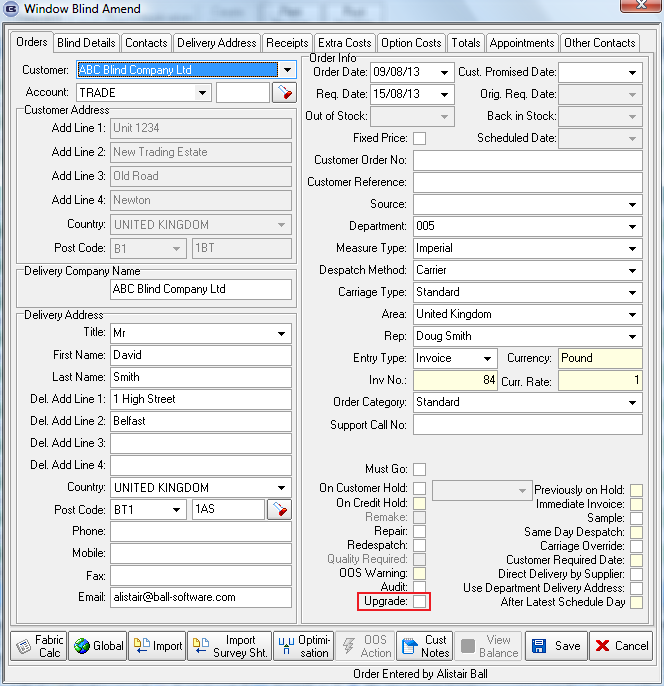 Window Blind Amend
Orders Blind Details Contacts Delivery Address Receipts Extra Costs Option Costs Totals Appointments Other Contacts
Customer: ABC Blind Company Ltd
Account: TRADE
Customer Address
Add Line 1: Unit 1234
Add Line 2: New Trading Estate
Add Line 3: Old Road
Add Line 4: Newton
Country: UNITED KINGDOM
Post Code: B1 1BT
Delivery Company Name
ABC Blind Company Ltd
Delivery Address
Title: Mr
First Name: David
Last Name: Smith
Del. Add Line 1: 1 High Street
Del. Add Line 2: Belfast
Del. Add Line 3:
Del. Add Line 4:
Country: UNITED KINGDOM
Post Code: BT1 1AS
Phone:
Mobile:
Fax:
Email: alistair@ball-software.com
Order Info
Order Date: 09/08/13 Cust. Promised Date:
Req. Date: 15/08/13 Orig. Req. Date:
Out of Stock: Back in Stock:
Fixed Price: Scheduled Date:
Customer Order No:
Customer Reference:
Source:
Department: 005
Measure Type: Imperial
Despatch Method: Carrier
Carriage Type: Standard
Area: United Kingdom
Rep: Doug Smith
Entry Type: Invoice Currency: Pound
Inv No.: 84 Curr. Rate: 1
Order Category: Standard
Support Call No:
Must Go:
On Customer Hold:
On Credit Hold:
Remake:
Repair:
Redespatch:
Quality Required:
OOS Warning:
Audit:
Upgrade:
Previously on Hold:
Immediate Invoice:
Sample:
Same Day Despatch:
Carriage Override:
Customer Required Date:
Direct Delivery by Supplier:
Use Department Delivery Address:
After Latest Schedule Day
Fabric Calc
Global
Import
Import Survey Sht.
Optimi-sation
OOS Action
Cust Notes
View Balance
Save
Cancel
Order Entered by Alistair Ball